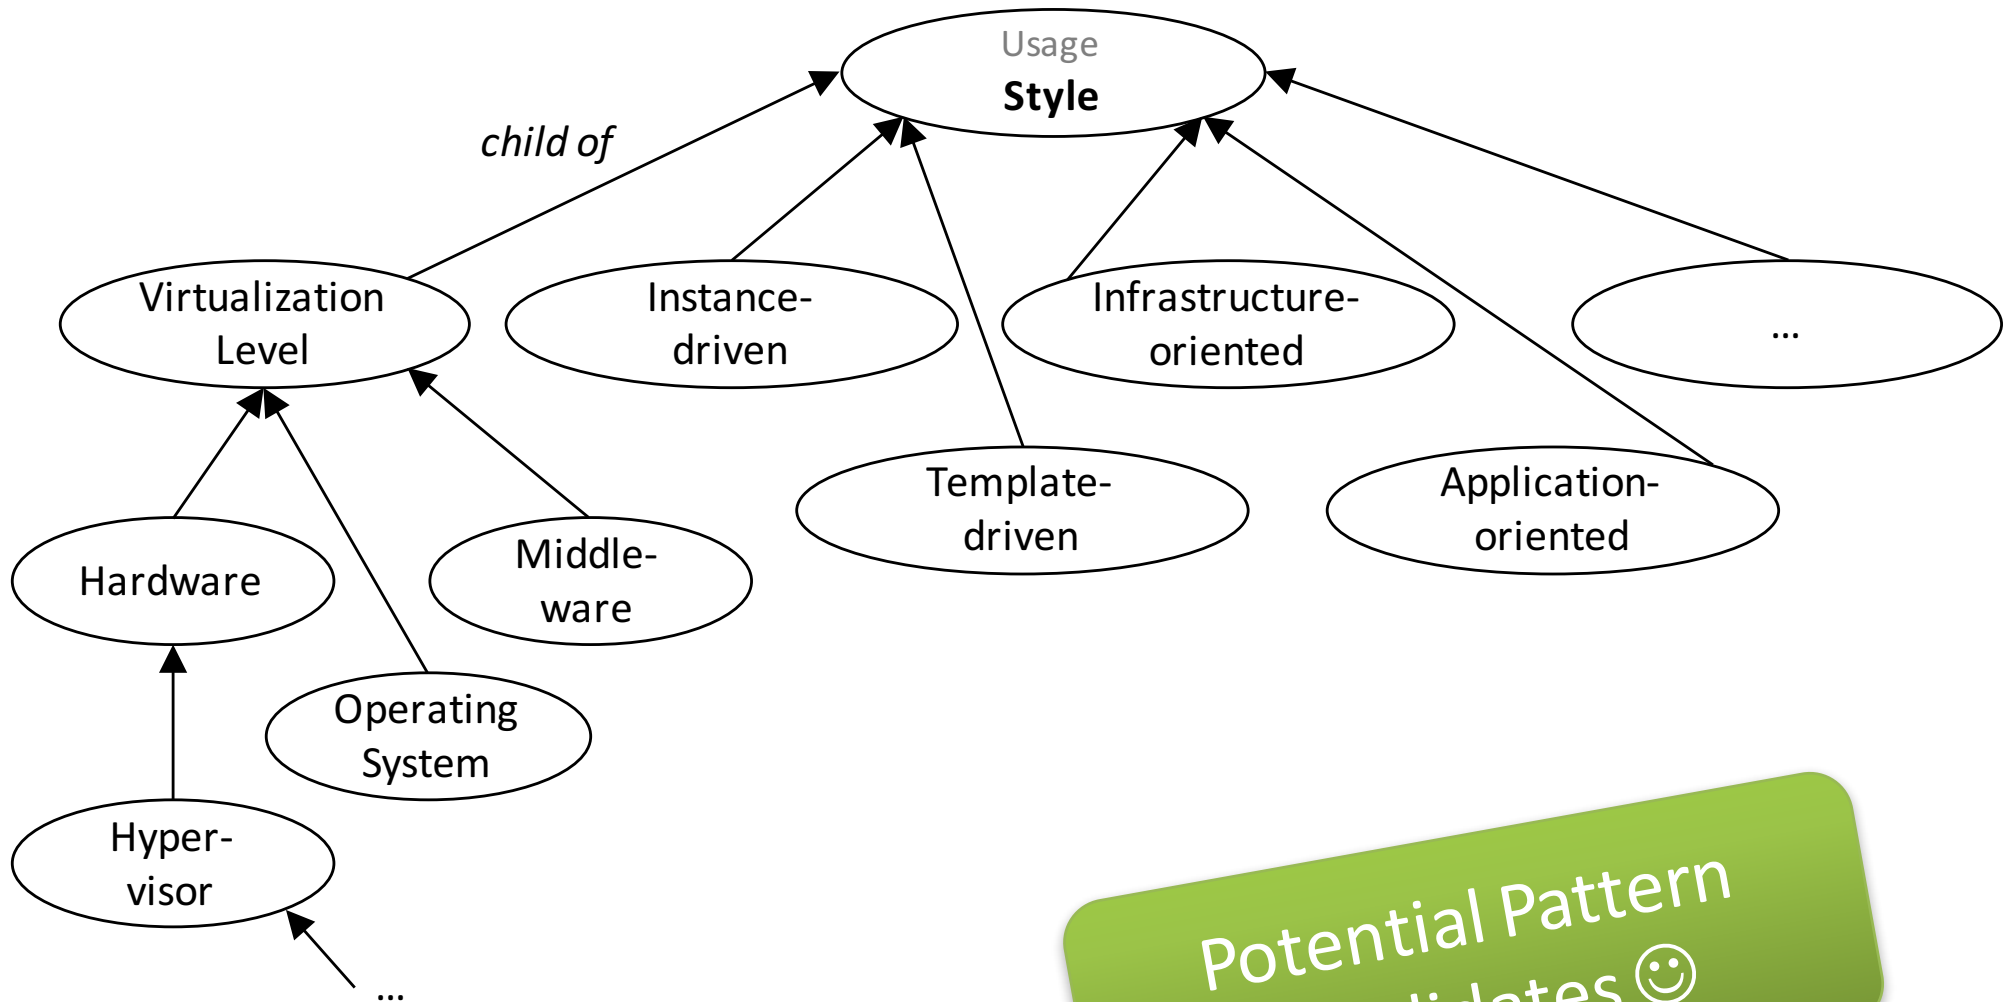 Usage
Style
child of
Virtualization
Level
Instance-
driven
Infrastructure-
oriented
...
Template-
driven
Application-
oriented
Hardware
Middle-
ware
Operating
System
Hyper-
visor
...
Potential Pattern